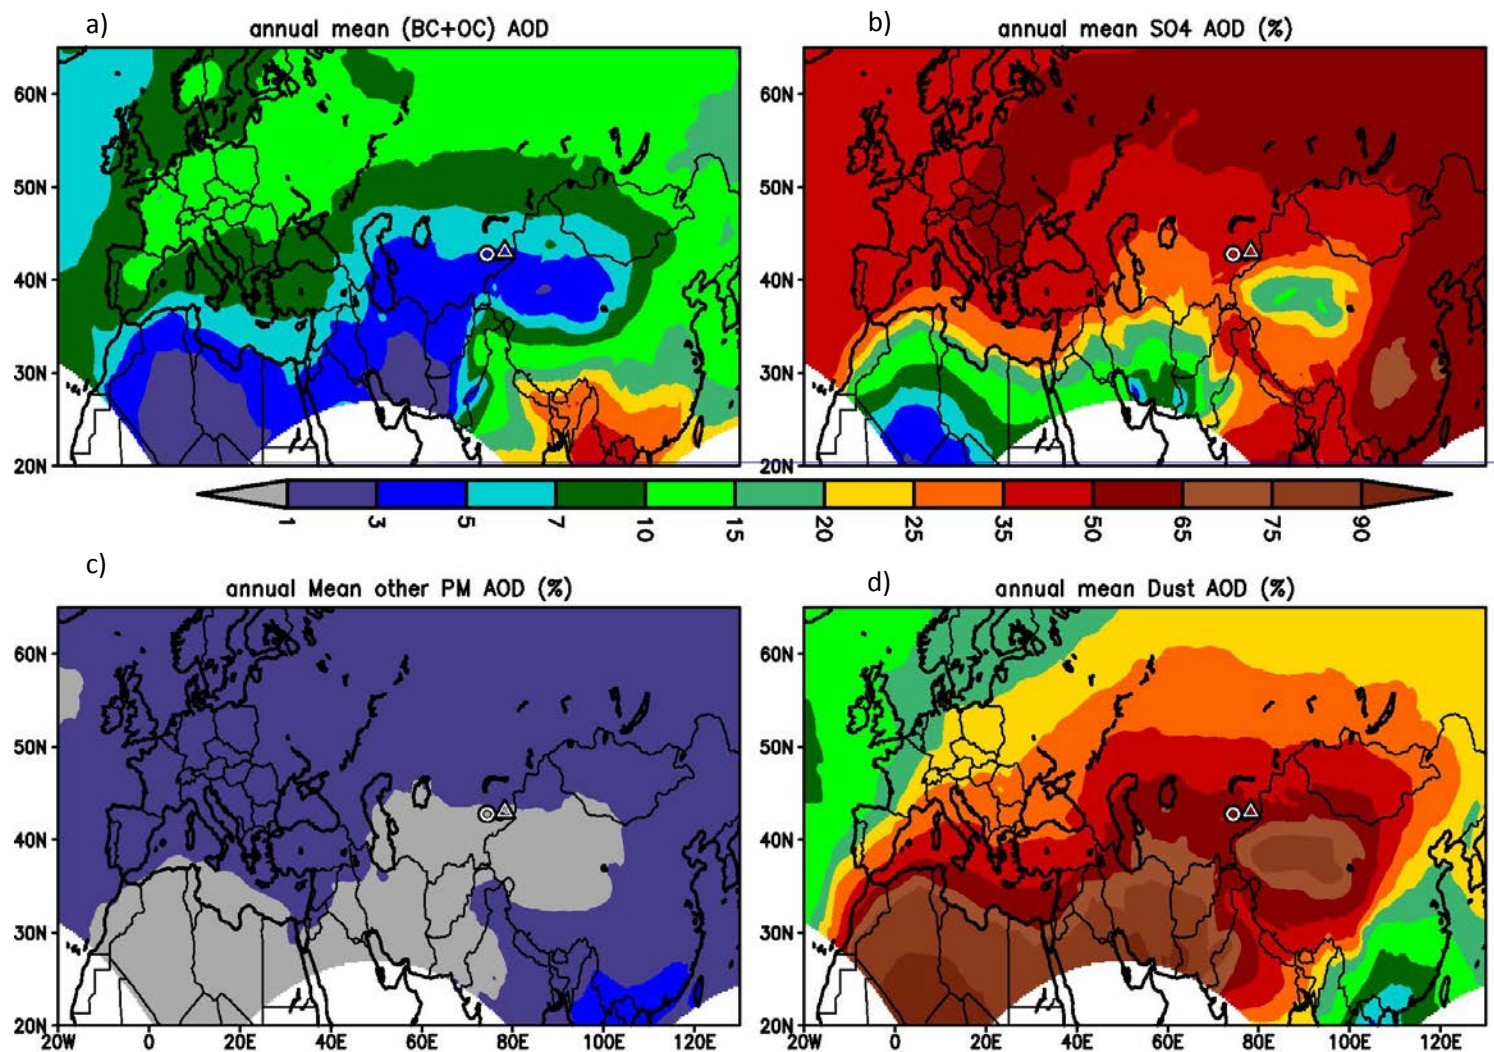 a)
annual mean (BC+OC) AOD
b)
annual mean SO4 AOD (%)
60N
50N
40N
30N
20N
60N
50N
40N
30N
20N
1 3 5 7 10 15 20 25 35 50 65 75 90
c)
annual Mean other PM AOD (%)
d)
annual mean Dust AOD (%)
60N
50N
40N
30N
20N
60N
50N
40N
30N
20N
20W 0 20E 40E 60E 80E 100E 120E
20W 0 20E 40E 60E 80E 100E 120E